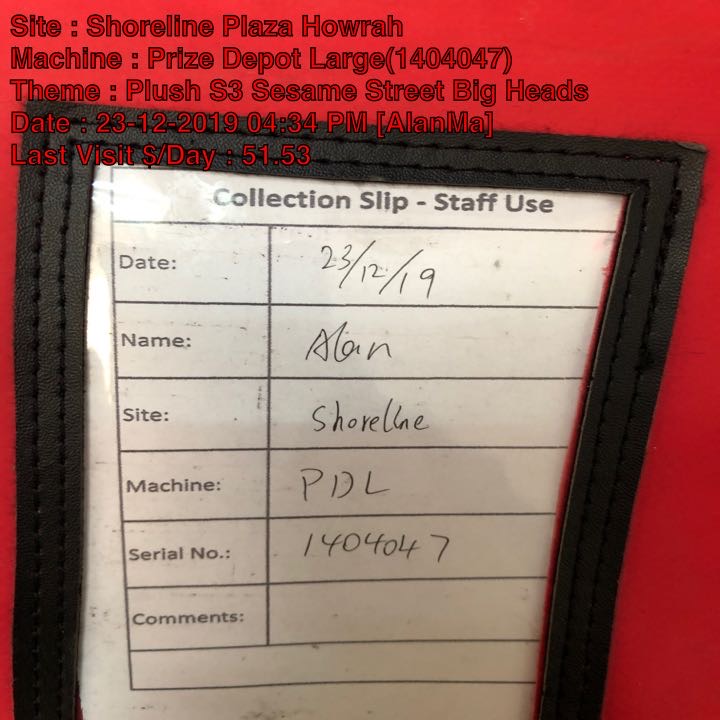 Site : Shoreline Plaza Howrah
Machine : Prize Depot Large(1404047)
Theme : Plush S3 Sesame Street Big Heads
Date : 23-12-2019 04:34 PM [AlanMa]
Last Visit $/Day : 51.53
Collection Slip - Staff Use
Date: 23/12/19
Name: Alan
Site: Shoreline
Machine: PDL
Serial No.: 1404047
Comments: